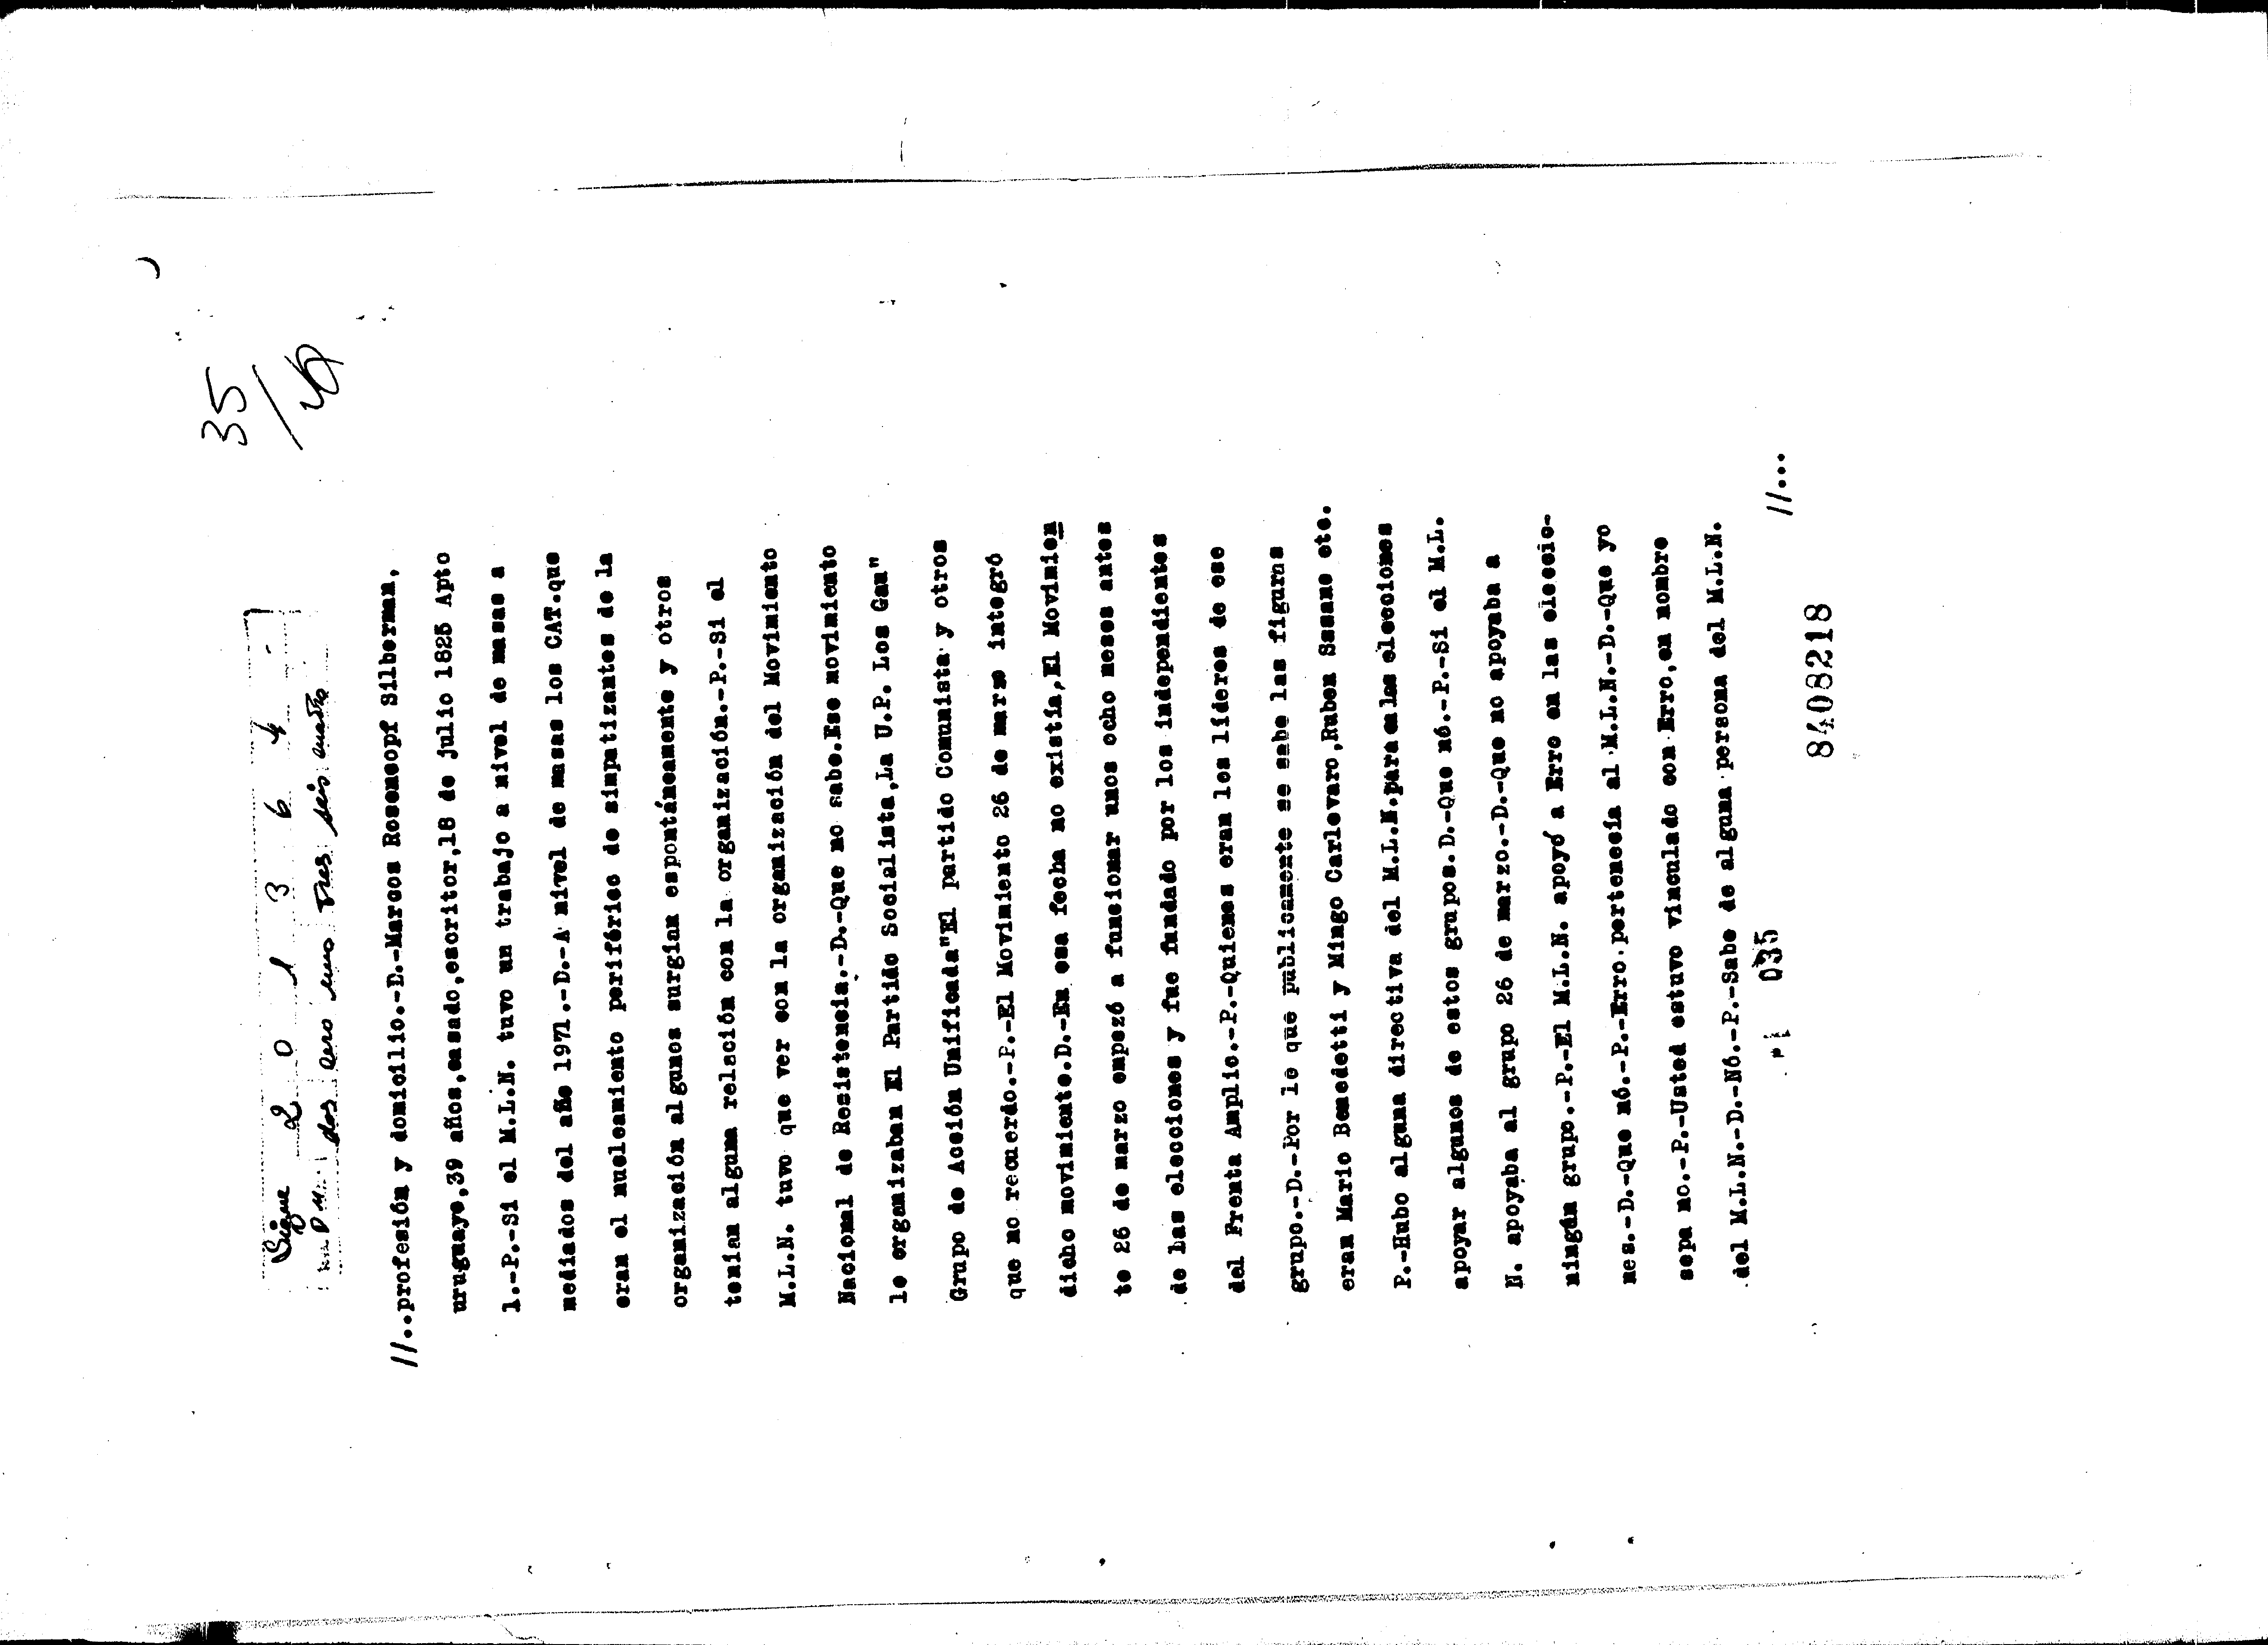 35
Sigue 2 0 1 3 6 4 -
dos cero uno tres seis cuatro
//..profesión y domicilio.-D.-Marcos Rosencopf Silberman,
uruguayo,39 años,casado,escritor,18 de julio 1825 Apto
1.-P.-Si el M.L.N. tuvo un trabajo a nivel de masas a
mediados del año 1971.-D.-A nivel de masas los CAT.que
eran el nucleamiento periférico de simpatizantes de la
organización algunos surgian espontáneamente y otros
tenian alguna relación con la organización.-P.-Si el
M.L.N. tuvo que ver con la organización del Movimiento
Nacional de Resistencia.-D.-Que no sabe.Ese movimiento
lo organizaban El Partido Socialista,La U.P. Los Gau"
Grupo de Acción Unificada"El partido Comunista y otros
que no recuerdo.-P.-El Movimiento 26 de marzo integró
dicho movimiento.D.-En esa fecha no existía,El Movimien
to 26 de marzo empezó a funcionar unos ocho meses antes
de las elecciones y fue fundado por los independientes
del Frenta Amplio.-P.-Quienes eran los líderes de ese
grupo.-D.-Por lo que publicamente se sabe las figuras
eran Mario Benedetti y Mingo Carlevaro,Ruben Sassano etc.
P.-Hubo alguna directiva del M.L.N.para en las elecciones
apoyar algunos de estos grupos.D.-Que nó.-P.-Si el M.L.
N. apoyaba al grupo 26 de marzo.-D.-Que no apoyaba a
ningún grupo.-P.-El M.L.N. apoyó a Erro en las eleccio-
nes.-D.-Que nó.-P.-Erro.pertenecía al M.L.N.-D.-Que yo
sepa no.-P.-Usted estuvo vinculado con Erro,en nombre
del M.L.N.-D.-Nó.-P.-Sabe de alguna persona del M.L.N.
//...
035
8408218